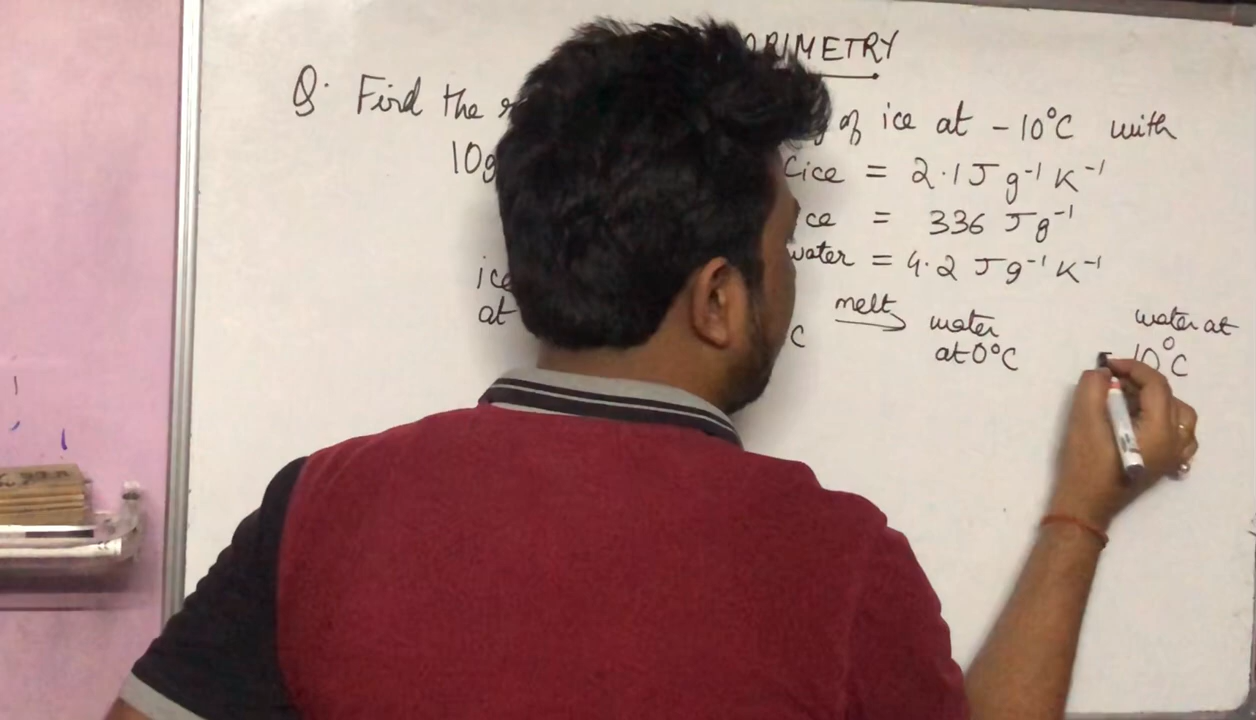 ORIMETRY
Q. Find the of ice at -10°C with
10g Cice = 2.1 J g⁻¹ K⁻¹
ice = 336 J g⁻¹
water = 4.2 J g⁻¹ K⁻¹
ice melt water water at
at C at 0°C 10°C